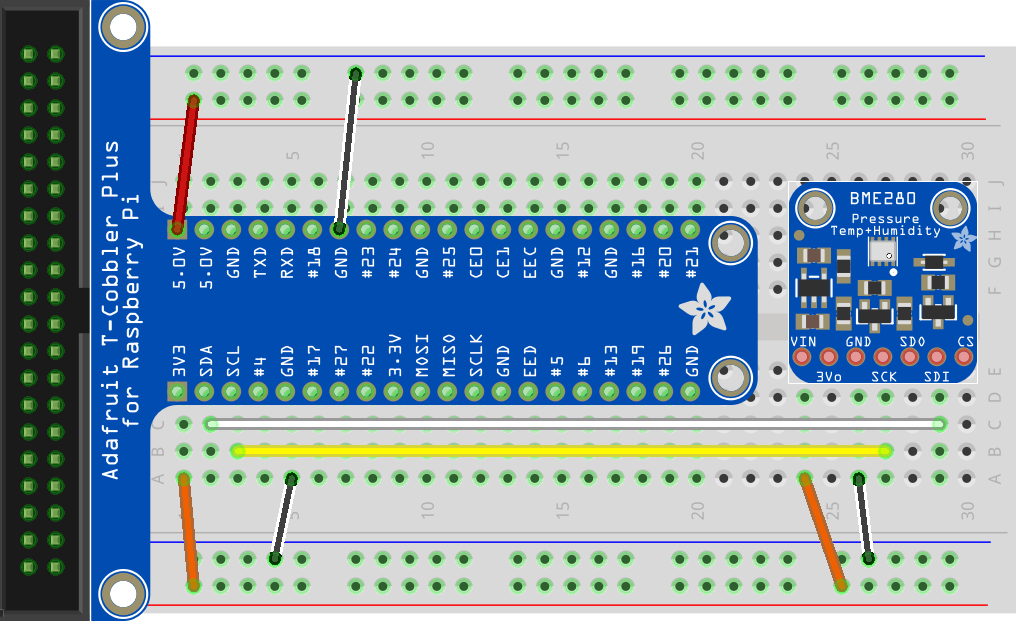 Adafruit T-Cobbler Plus
for Raspberry Pi
5 10 15 20 25 30
J
I
H
G
F
5.0V 5.0V GND TXD RXD #18 GND #23 #24 GND #25 CE0 CE1 EEC GND #12 GND #16 #20 #21
3V3 SDA SCL #4 GND #17 #27 #22 3.3V MOSI MISO SCLK GND EED #5 #6 #13 #19 #26 GND
BME280
Pressure
Temp+Humidity
VIN GND SDO CS
3Vo SCK SDI
E
D
C C
B B
A A
5 10 15 20 25 30